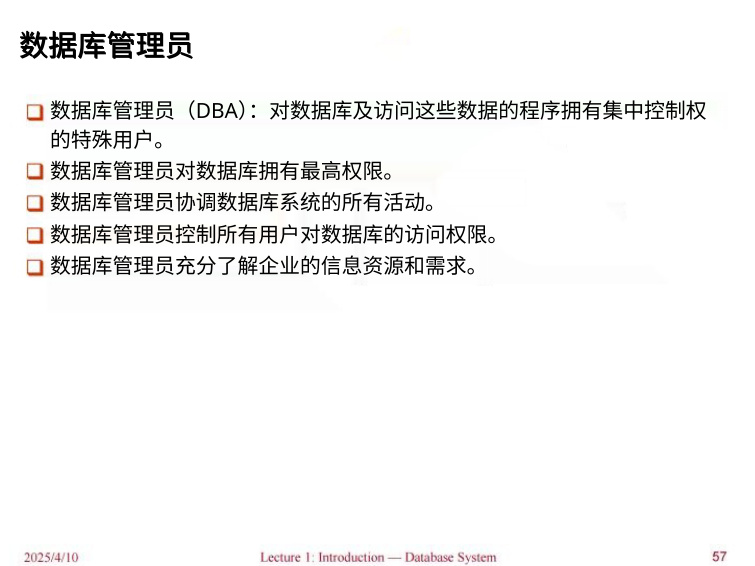 数据库管理员
数据库管理员（DBA）：对数据库及访问这些数据的程序拥有集中控制权
的特殊用户。
数据库管理员对数据库拥有最高权限。
数据库管理员协调数据库系统的所有活动。
数据库管理员控制所有用户对数据库的访问权限。
数据库管理员充分了解企业的信息资源和需求。
2025/4/10 Lecture 1: Introduction — Database System 57